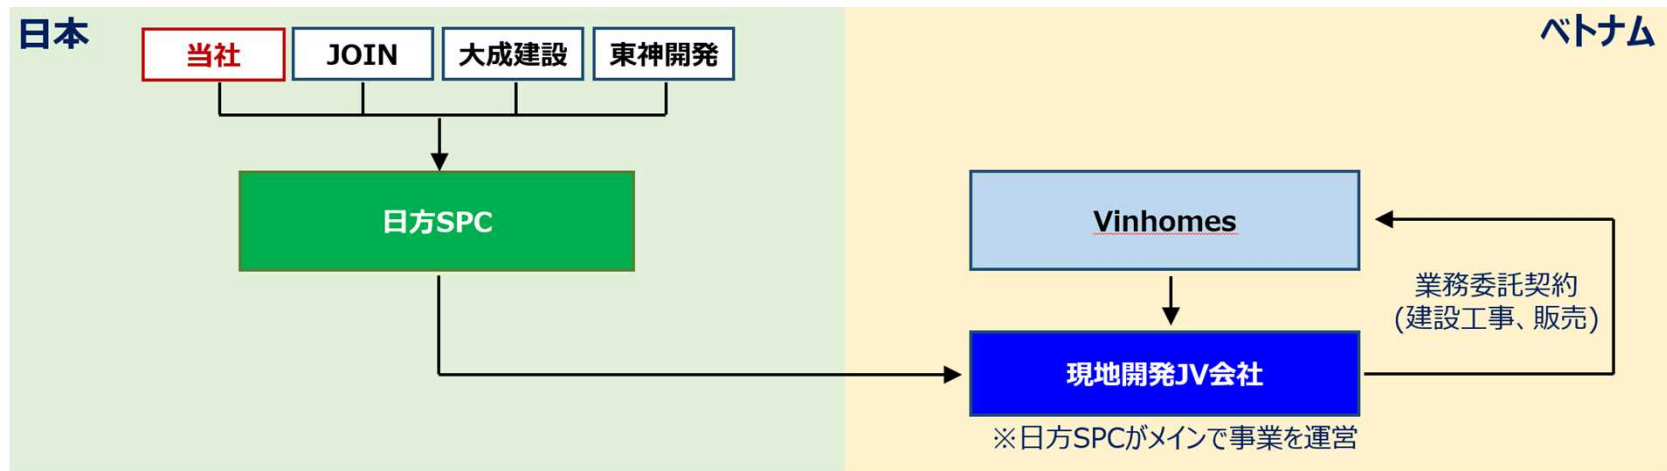 日本
ベトナム
当社
JOIN
大成建設
東神開発
日方SPC
Vinhomes
業務委託契約
(建設工事、販売)
現地開発JV会社
※日方SPCがメインで事業を運営